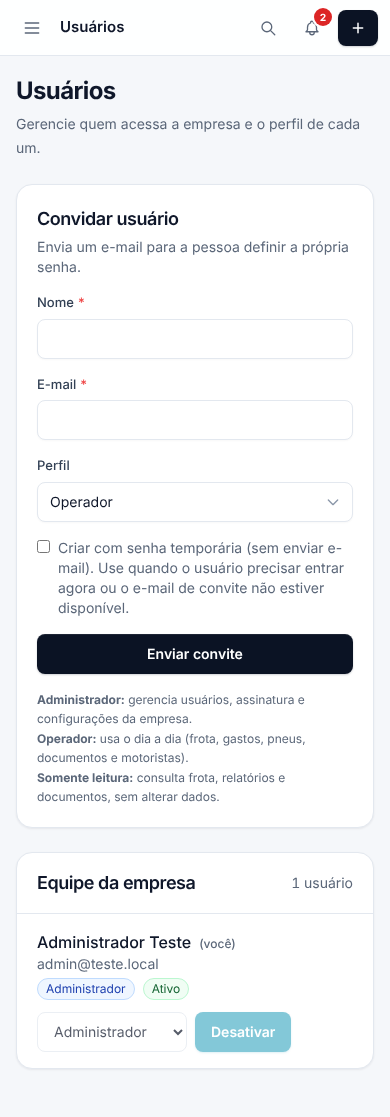 Usuários
2
Usuários
Gerencie quem acessa a empresa e o perfil de cada
um.
Convidar usuário
Envia um e-mail para a pessoa definir a própria
senha.
Nome *
E-mail *
Perfil
Operador
Criar com senha temporária (sem enviar e-
mail). Use quando o usuário precisar entrar
agora ou o e-mail de convite não estiver
disponível.
Enviar convite
Administrador: gerencia usuários, assinatura e
configurações da empresa.
Operador: usa o dia a dia (frota, gastos, pneus,
documentos e motoristas).
Somente leitura: consulta frota, relatórios e
documentos, sem alterar dados.
Equipe da empresa 1 usuário
Administrador Teste (você)
admin@teste.local
Administrador Ativo
Administrador Desativar